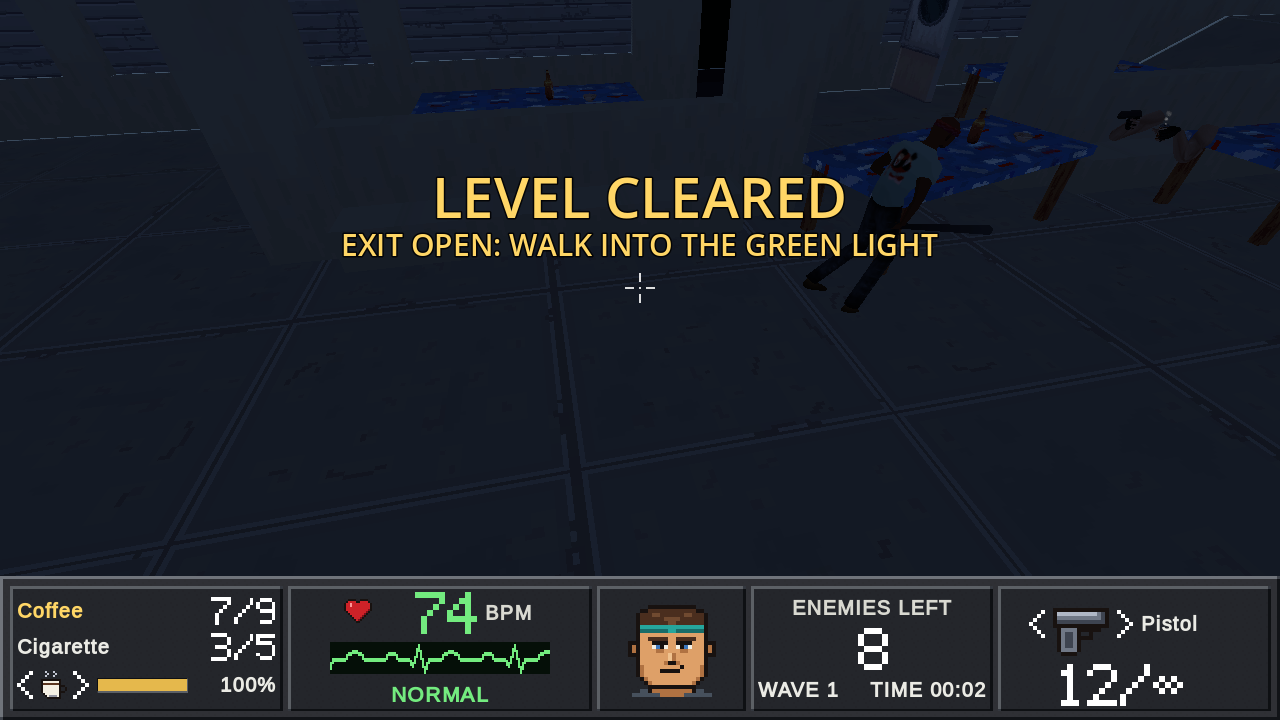 LEVEL CLEARED
EXIT OPEN: WALK INTO THE GREEN LIGHT
Coffee 7/9
Cigarette 3/5
100%
74 BPM
NORMAL
ENEMIES LEFT
8
WAVE 1 TIME 00:02
Pistol
12/∞